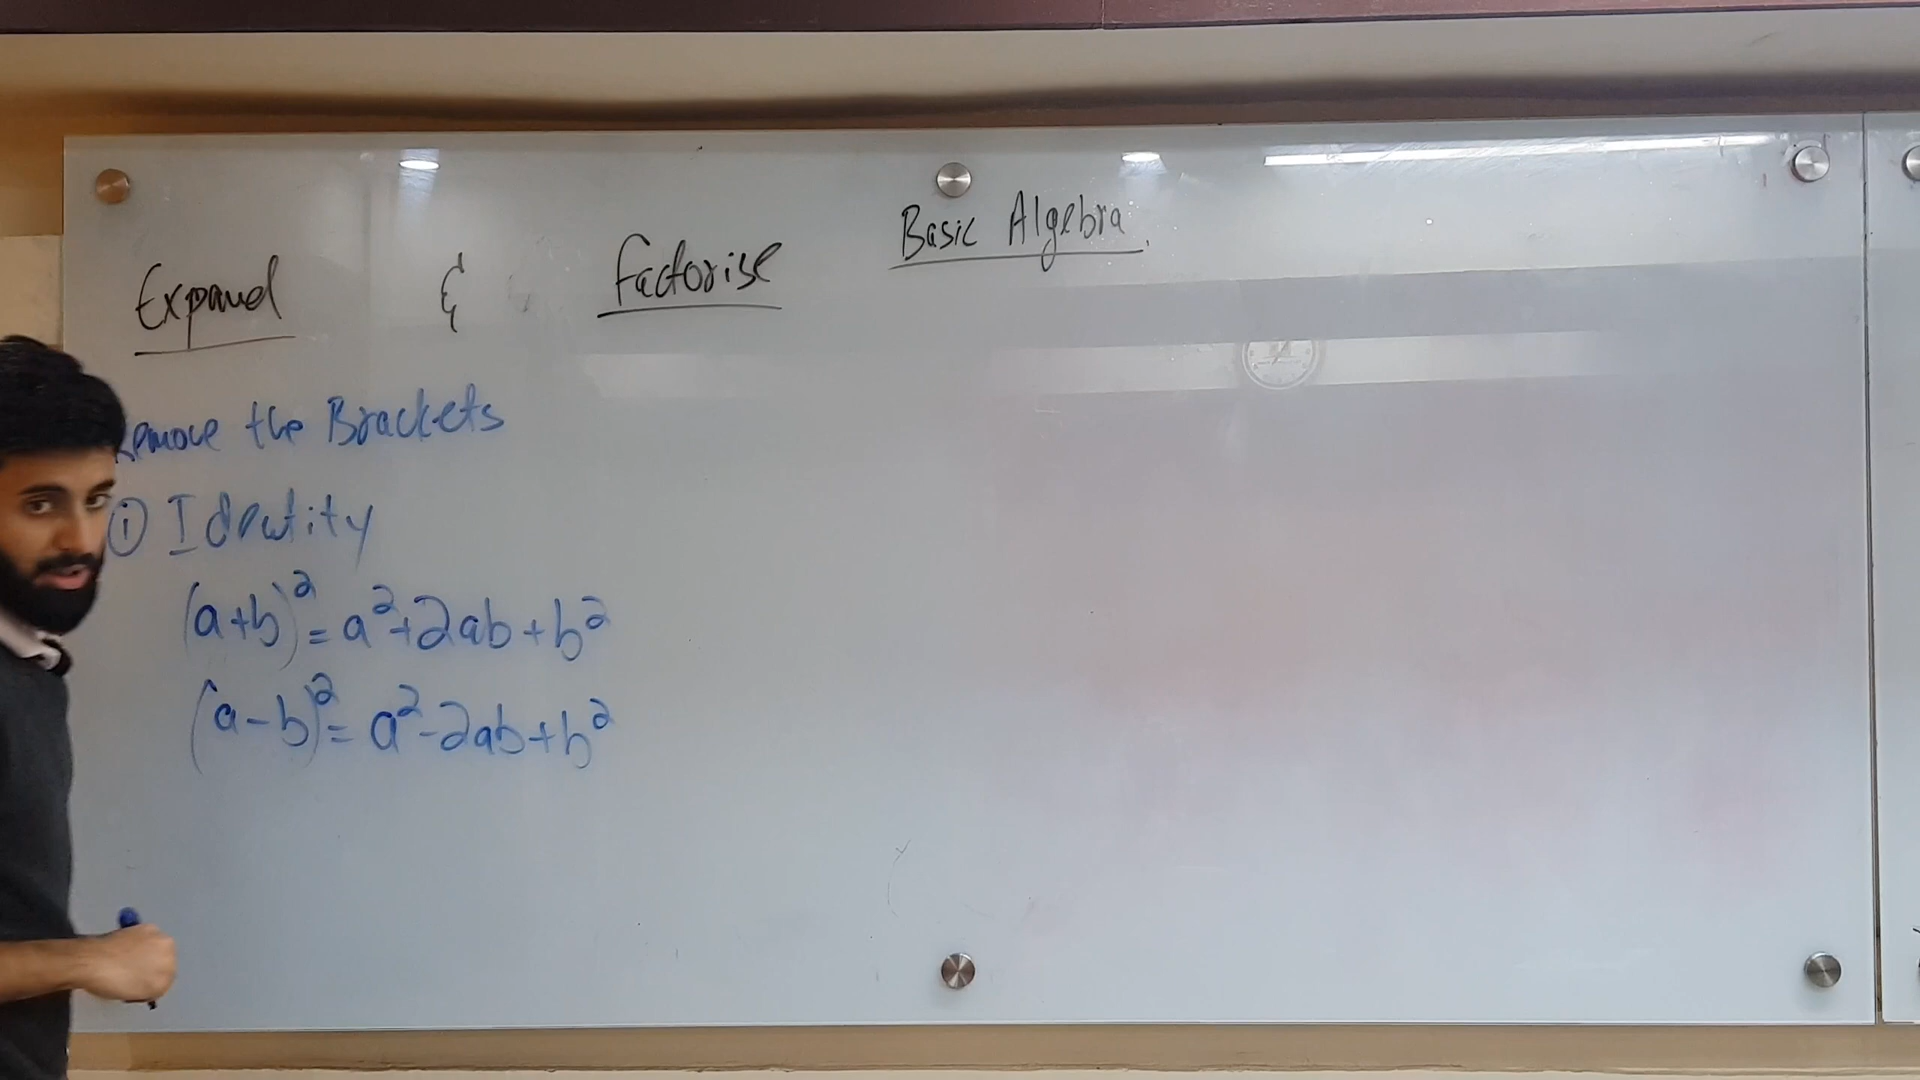 Basic Algebra.
Expand & Factorise
Remove the Brackets
① Identity
(a+b)²=a²+2ab+b²
(a-b)²=a²-2ab+b²